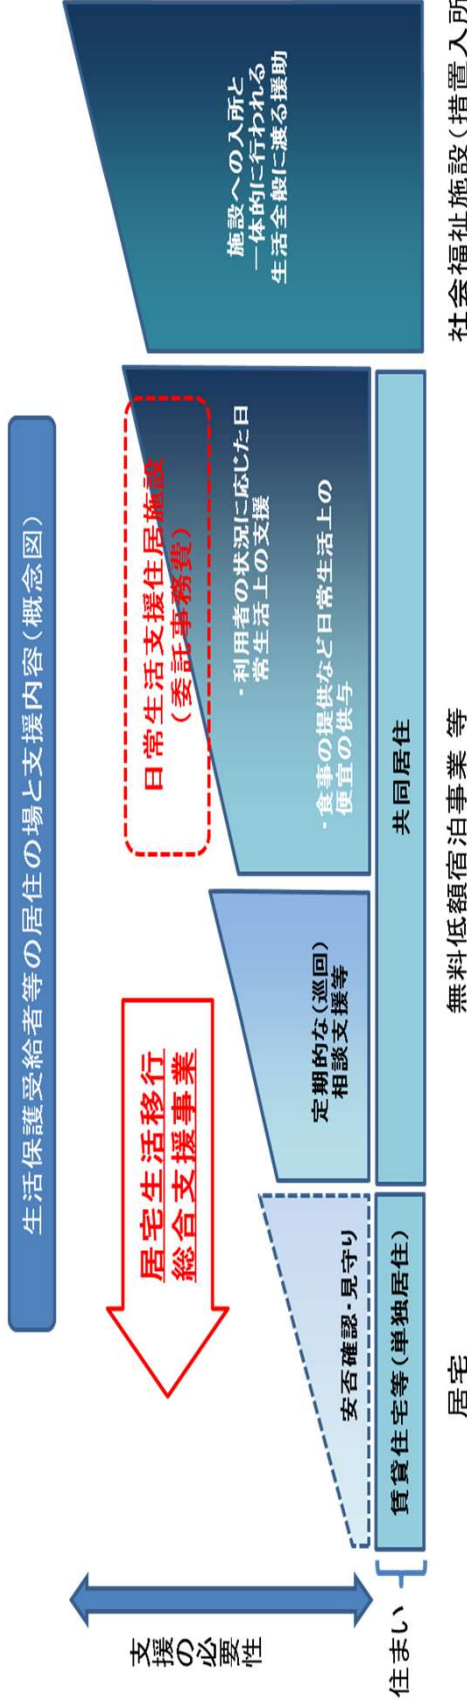 生活保護受給者等の居住の場と支援内容(概念図)
支援の必要性
居宅生活移行
総合支援事業
日常生活支援住居施設
(委託事務費)
安否確認・見守り
定期的な(巡回)
相談支援等
・利用者の状況に応じた日
常生活上の支援
・食事の提供など日常生活上の
便宜の供与
施設への入所と
一体的に行われる
生活全般に渡る援助
住まい
賃貸住宅等(単独居住)
共同居住
居宅
無料低額宿泊事業 等
社会福祉施設(措置入所